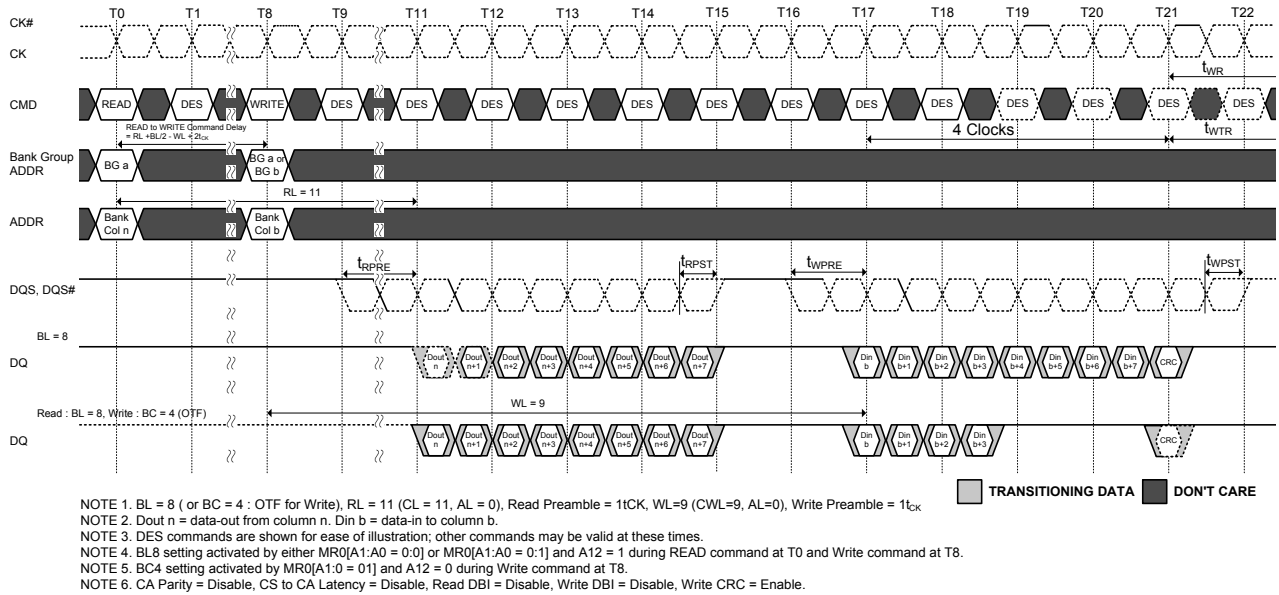 T0 T1 T8 T9 T10 T11 T12 T13 T14 T15 T16 T17 T18 T19 T20 T21 T22
CK#
CK
tWR
CMD READ DES WRITE DES DES DES DES DES DES DES DES DES DES DES DES DES
READ to WRITE Command Delay
= RL +BL/2 - WL + 2tCK
4 Clocks
tWTR
Bank Group
ADDR
BG a
BG a or
BG b
RL = 11
ADDR
Bank
Col n
Bank
Col b
tRPRE tRPST tWPRE tWPST
DQS, DQS#
BL = 8
DQ
Dout
n
Dout
n+1
Dout
n+2
Dout
n+3
Dout
n+4
Dout
n+5
Dout
n+6
Dout
n+7
Din
b
Din
b+1
Din
b+2
Din
b+3
Din
b+4
Din
b+5
Din
b+6
Din
b+7
CRC
Read : BL = 8, Write : BC = 4 (OTF)
WL = 9
DQ
Dout
n
Dout
n+1
Dout
n+2
Dout
n+3
Dout
n+4
Dout
n+5
Dout
n+6
Dout
n+7
Din
b
Din
b+1
Din
b+2
Din
b+3
CRC
TRANSITIONING DATA DON'T CARE
NOTE 1. BL = 8 ( or BC = 4 : OTF for Write), RL = 11 (CL = 11, AL = 0), Read Preamble = 1tCK, WL=9 (CWL=9, AL=0), Write Preamble = 1tCK
NOTE 2. Dout n = data-out from column n. Din b = data-in to column b.
NOTE 3. DES commands are shown for ease of illustration; other commands may be valid at these times.
NOTE 4. BL8 setting activated by either MR0[A1:A0 = 0:0] or MR0[A1:A0 = 0:1] and A12 = 1 during READ command at T0 and Write command at T8.
NOTE 5. BC4 setting activated by MR0[A1:0 = 01] and A12 = 0 during Write command at T8.
NOTE 6. CA Parity = Disable, CS to CA Latency = Disable, Read DBI = Disable, Write DBI = Disable, Write CRC = Enable.